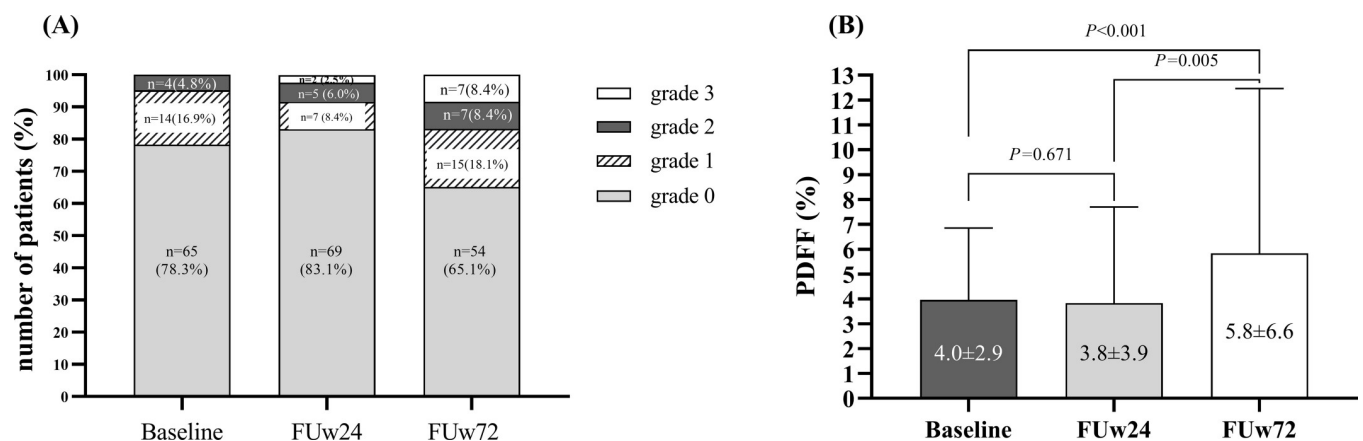 (A)
number of patients (%)
100
90
80
70
60
50
40
30
20
10
0
n=4(4.8%)
n=14(16.9%)
n=65
(78.3%)
n=2 (2.5%)
n=5 (6.0%)
n=7 (8.4%)
n=69
(83.1%)
n=7(8.4%)
n=7(8.4%)
n=15(18.1%)
n=54
(65.1%)
Baseline
FUw24
FUw72
grade 3
grade 2
grade 1
grade 0
(B)
PDFF (%)
13
12
11
10
9
8
7
6
5
4
3
2
1
0
P<0.001
P=0.005
P=0.671
4.0±2.9
3.8±3.9
5.8±6.6
Baseline
FUw24
FUw72